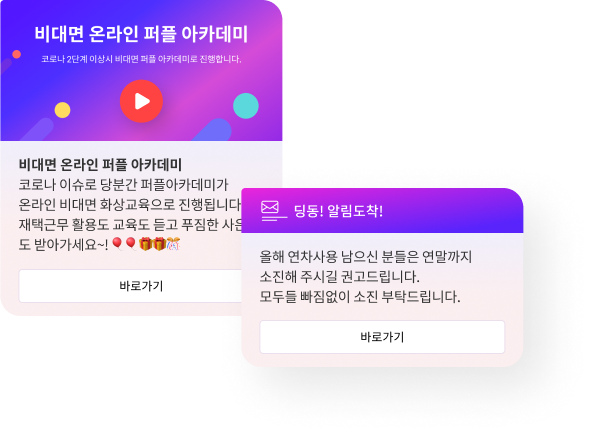 비대면 온라인 퍼플 아카데미
코로나 2단계 이상시 비대면 퍼플 아카데미로 진행합니다.
비대면 온라인 퍼플 아카데미
코로나 이슈로 당분간 퍼플아카데미가
온라인 비대면 화상교육으로 진행됩니다
재택근무 활용도 교육도 듣고 푸짐한
도 받아가세요~!🎈🎈🎁🎁🎊
바로가기
딩동! 알림도착!
올해 연차사용 남으신 분들은 연말까지
소진해 주시길 권고드립니다.
모두들 빠짐없이 소진 부탁드립니다.
바로가기